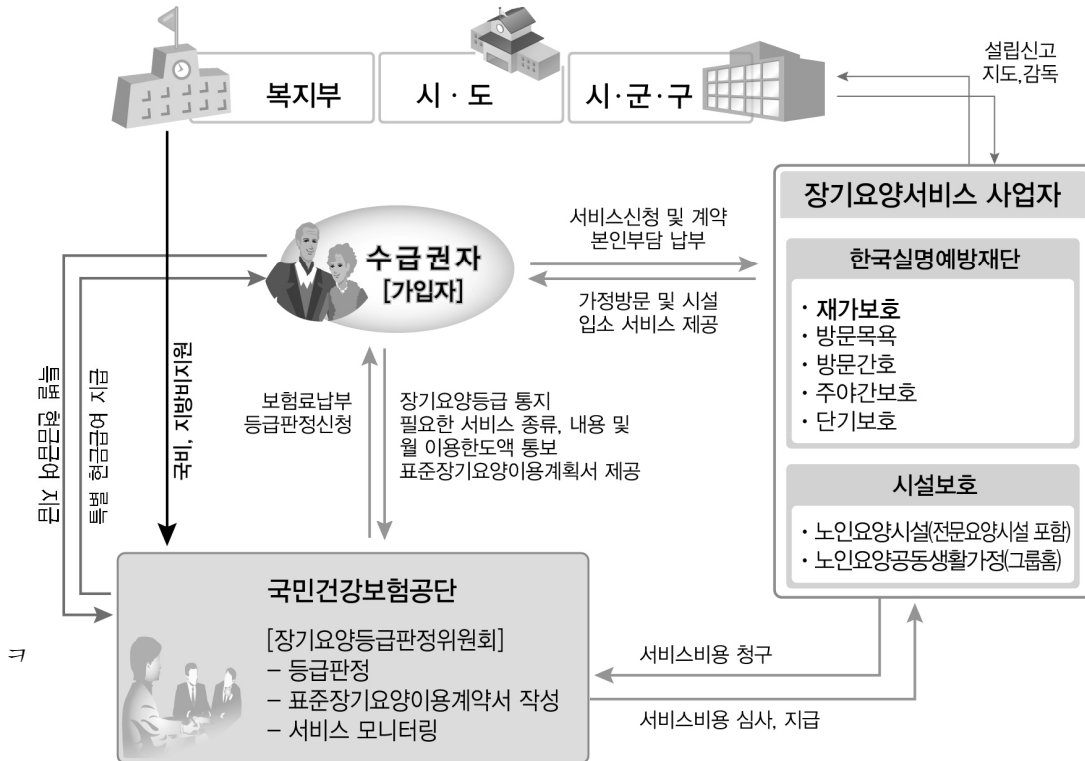 복지부
시 · 도
시·군·구
설립신고
지도,감독
수급권자
[가입자]
서비스신청 및 계약
본인부담 납부
가정방문 및 시설
입소 서비스 제공
장기요양서비스 사업자
한국실명예방재단
· 재가보호
· 방문목욕
· 방문간호
· 주야간보호
· 단기보호
시설보호
· 노인요양시설(전문요양시설 포함)
· 노인요양공동생활가정(그룹홈)
특별 현금급여 지급
특별 현금급여 지급
국비, 지방비지원
보험료납부
등급판정신청
장기요양등급 통지
필요한 서비스 종류, 내용 및
월 이용한도액 통보
표준장기요양이용계획서 제공
국민건강보험공단
[장기요양등급판정위원회]
– 등급판정
– 표준장기요양이용계약서 작성
– 서비스 모니터링
서비스비용 청구
서비스비용 심사, 지급
ㅋ